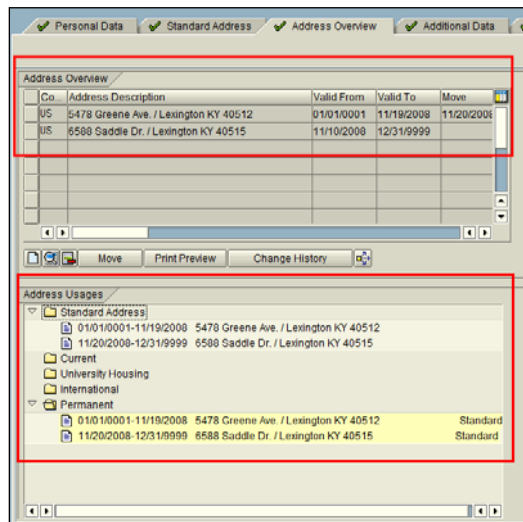 Personal Data Standard Address Address Overview Additional Data
Address Overview
Co.. Address Description Valid From Valid To Move
US 5478 Greene Ave. / Lexington KY 40512 01/01/0001 11/19/2008 11/20/2008
US 6588 Saddle Dr. / Lexington KY 40515 11/10/2008 12/31/9999
Move Print Preview Change History
Address Usages
Standard Address
01/01/0001-11/19/2008 5478 Greene Ave. / Lexington KY 40512
11/20/2008-12/31/9999 6588 Saddle Dr. / Lexington KY 40515
Current
University Housing
International
Permanent
01/01/0001-11/19/2008 5478 Greene Ave. / Lexington KY 40512 Standard
11/20/2008-12/31/9999 6588 Saddle Dr. / Lexington KY 40515 Standard